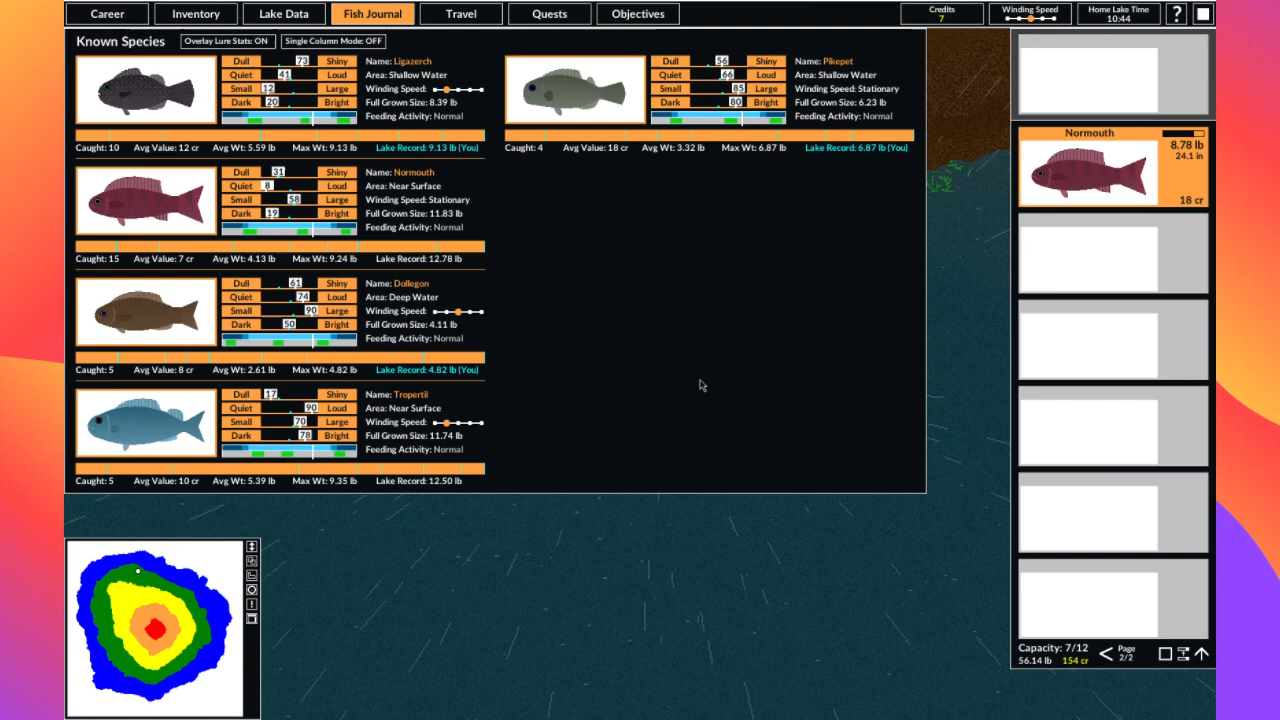 Career
Inventory
Lake Data
Fish Journal
Travel
Quests
Objectives
Credits
7
Winding Speed
Home Lake Time
10:44
?
Known Species
Overlay Lure Stats: ON
Single Column Mode: OFF
Dull 73 Shiny
Quiet 41 Loud
Small 12 Large
Dark 20 Bright
Name: Ligazerch
Area: Shallow Water
Winding Speed:
Full Grown Size: 8.39 lb
Feeding Activity: Normal
Caught: 10 Avg Value: 12 cr Avg Wt: 5.59 lb Max Wt: 9.13 lb Lake Record: 9.13 lb (You)
Dull 31 Shiny
Quiet 8 Loud
Small 58 Large
Dark 19 Bright
Name: Normouth
Area: Near Surface
Winding Speed: Stationary
Full Grown Size: 11.83 lb
Feeding Activity: Normal
Caught: 15 Avg Value: 7 cr Avg Wt: 4.13 lb Max Wt: 9.24 lb Lake Record: 12.78 lb
Dull 61 Shiny
Quiet 74 Loud
Small 90 Large
Dark 50 Bright
Name: Dollegon
Area: Deep Water
Winding Speed:
Full Grown Size: 4.11 lb
Feeding Activity: Normal
Caught: 5 Avg Value: 8 cr Avg Wt: 2.61 lb Max Wt: 4.82 lb Lake Record: 4.82 lb (You)
Dull 17 Shiny
Quiet 90 Loud
Small 70 Large
Dark 78 Bright
Name: Tropertil
Area: Near Surface
Winding Speed:
Full Grown Size: 11.74 lb
Feeding Activity: Normal
Caught: 5 Avg Value: 10 cr Avg Wt: 5.39 lb Max Wt: 9.35 lb Lake Record: 12.50 lb
Dull 56 Shiny
Quiet 66 Loud
Small 85 Large
Dark 80 Bright
Name: Pikepet
Area: Shallow Water
Winding Speed: Stationary
Full Grown Size: 6.23 lb
Feeding Activity: Normal
Caught: 4 Avg Value: 18 cr Avg Wt: 3.32 lb Max Wt: 6.87 lb Lake Record: 6.87 lb (You)
Normouth
8.78 lb
24.1 in
18 cr
Capacity: 7/12
56.14 lb 154 cr
Page
2/2